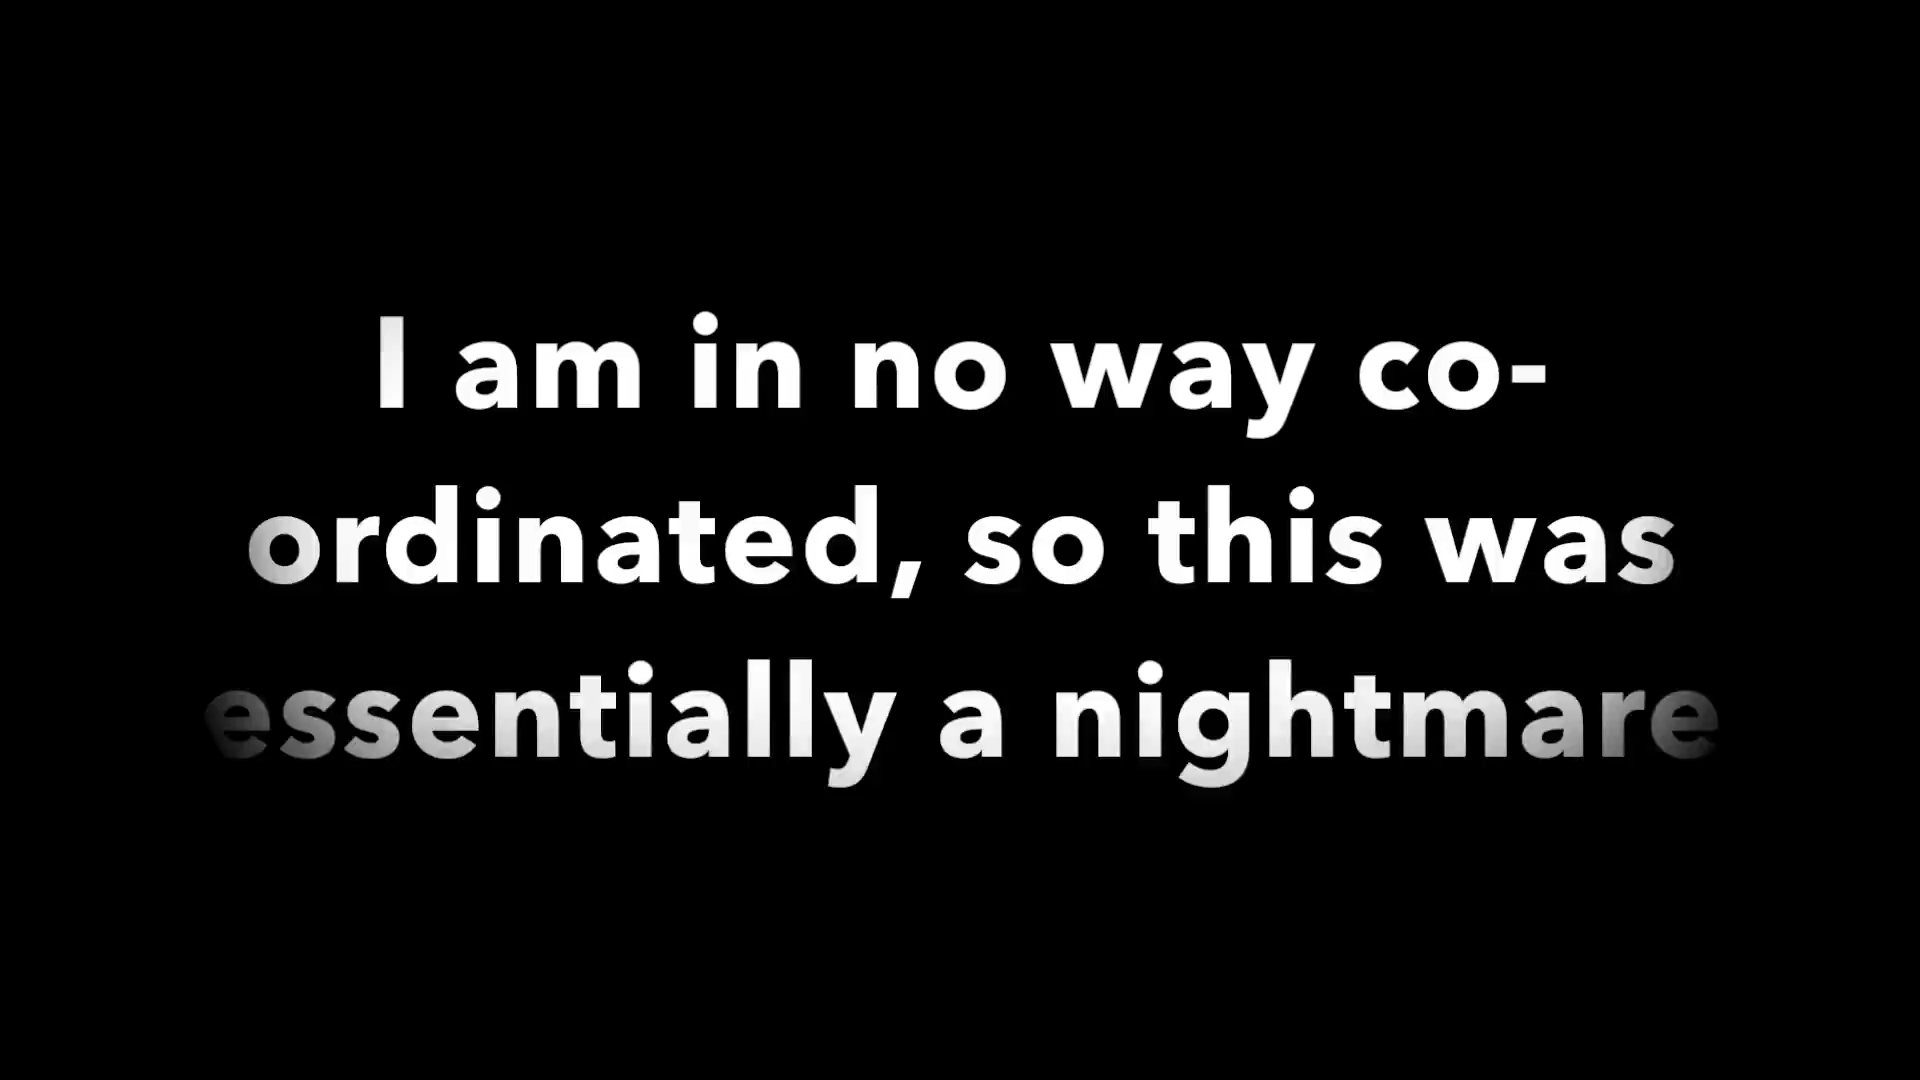 I am in no way co-
ordinated, so this was
essentially a nightmare